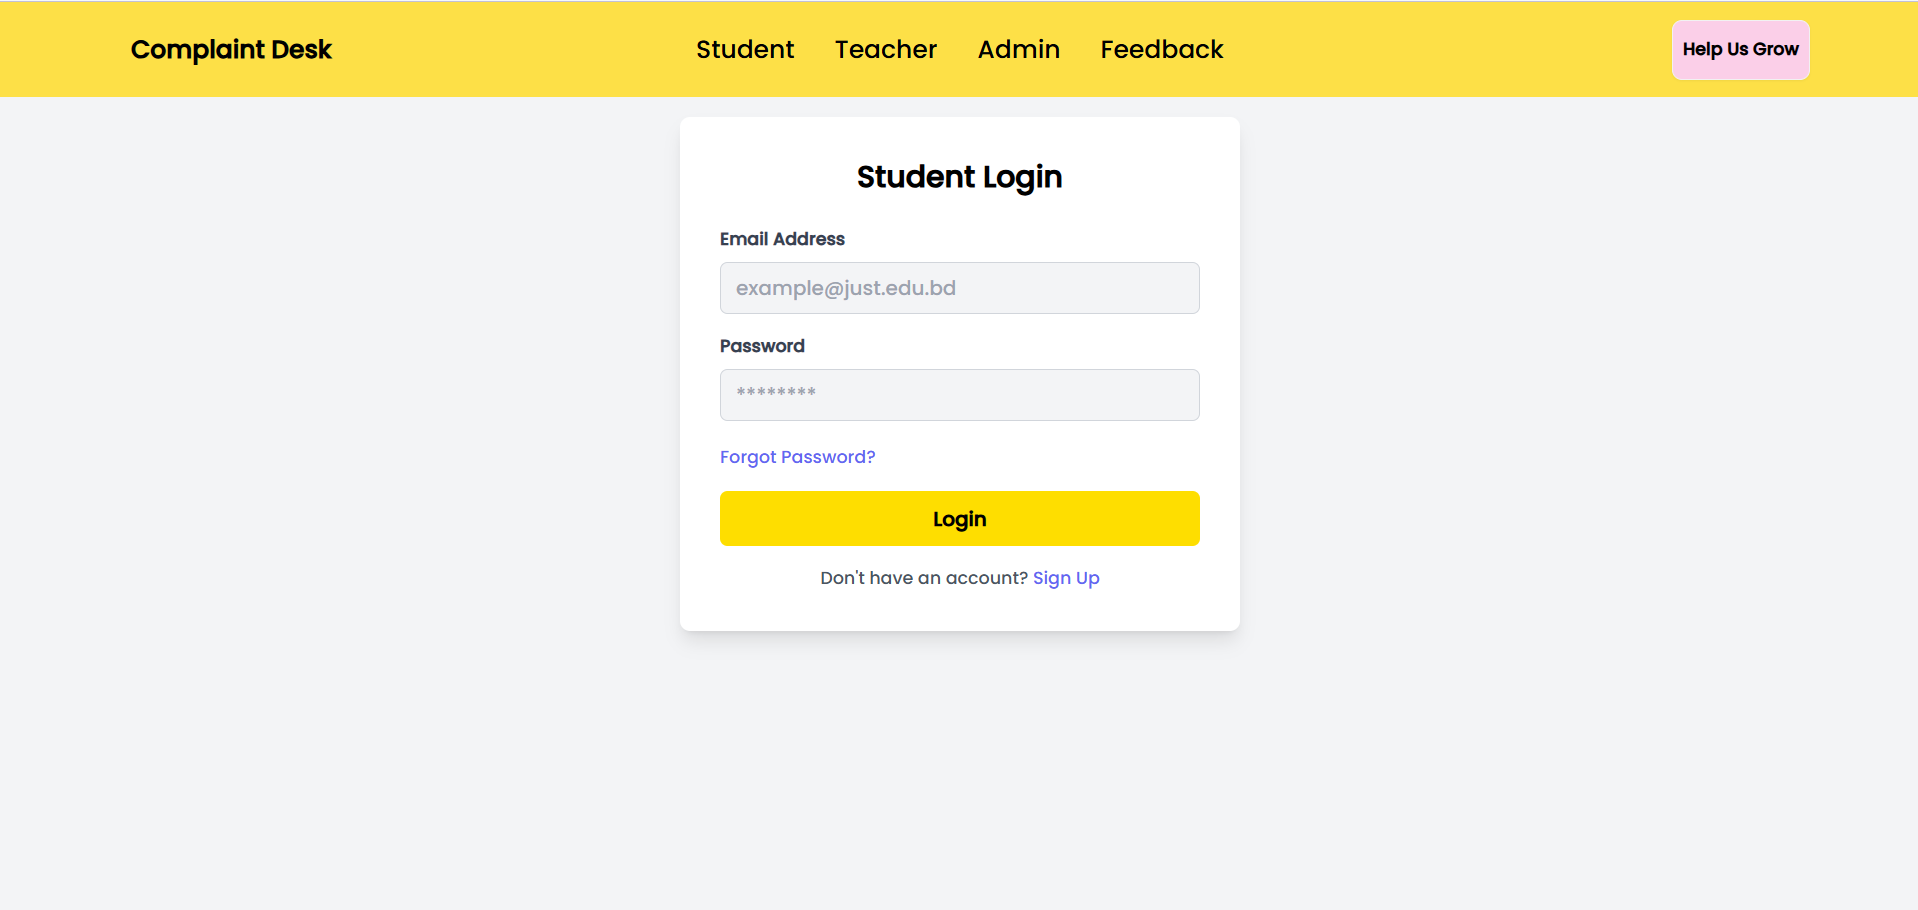 Complaint Desk
Student Teacher Admin Feedback
Help Us Grow
Student Login
Email Address
example@just.edu.bd
Password
********
Forgot Password?
Login
Don't have an account? Sign Up